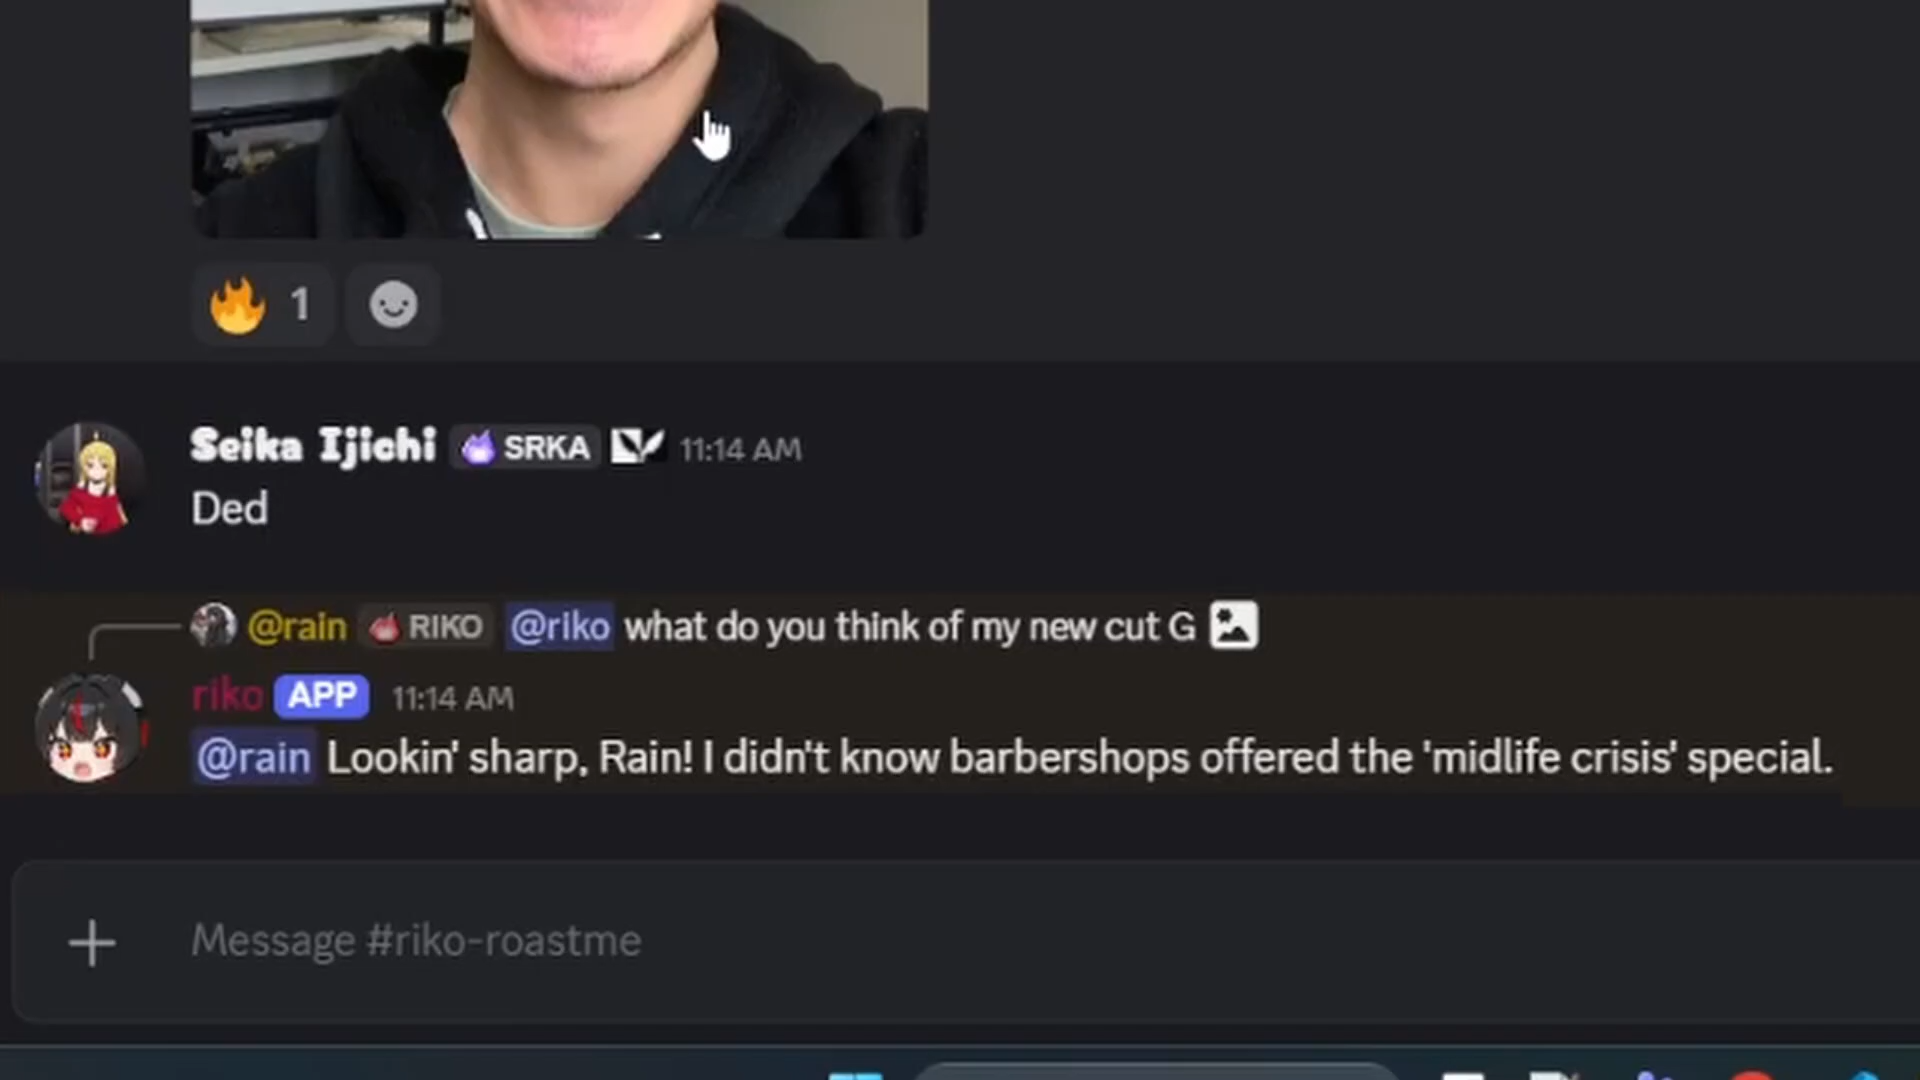 1
Seika Ijichi SRKA 11:14 AM
Ded
@rain RIKO @riko what do you think of my new cut G
riko APP 11:14 AM
@rain Lookin' sharp, Rain! I didn't know barbershops offered the 'midlife crisis' special.
Message #riko-roastme